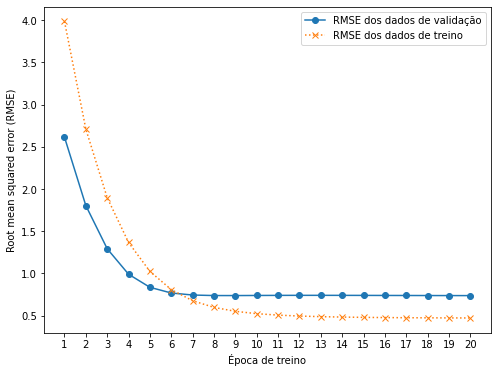 RMSE dos dados de validação
RMSE dos dados de treino
Root mean squared error (RMSE)
4.0
3.5
3.0
2.5
2.0
1.5
1.0
0.5
1 2 3 4 5 6 7 8 9 10 11 12 13 14 15 16 17 18 19 20
Época de treino